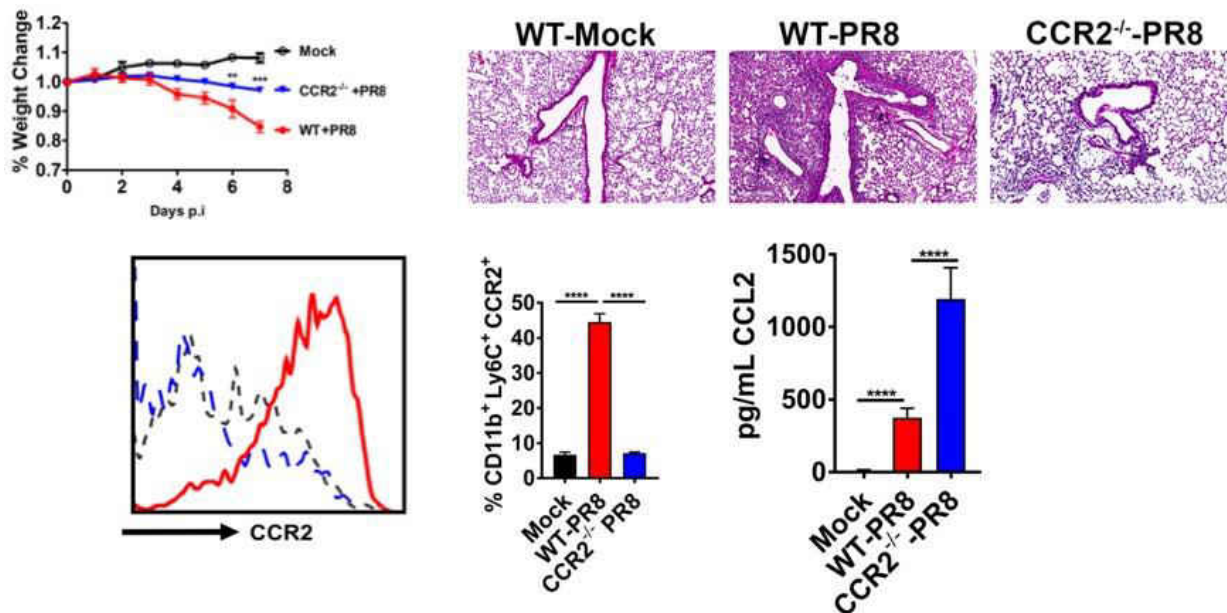 % Weight Change
1.2
1.1
1.0
0.9
0.8
0.7
0
2
4
6
8
Days p.i
Mock
** ***
CCR2-/- +PR8
WT+PR8
WT-Mock
WT-PR8
CCR2-/--PR8
CCR2
% CD11b+ Ly6C+ CCR2+
50
40
30
20
10
0
**** ****
Mock
WT-PR8
CCR2-/- PR8
pg/mL CCL2
1500
1000
500
0
****
****
Mock
WT-PR8
CCR2-/--PR8